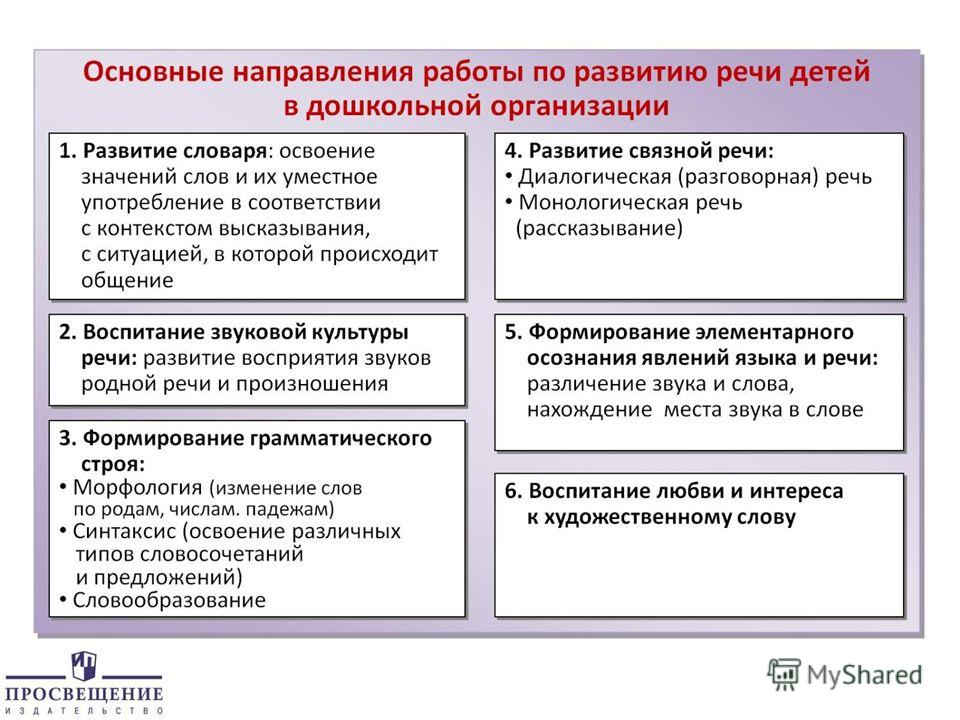 Основные направления работы по развитию речи детей
в дошкольной организации
1. Развитие словаря: освоение
значений слов и их уместное
употребление в соответствии
с контекстом высказывания,
с ситуацией, в которой происходит
общение
2. Воспитание звуковой культуры
речи: развитие восприятия звуков
родной речи и произношения
3. Формирование грамматического
строя:
• Морфология (изменение слов
по родам, числам. падежам)
• Синтаксис (освоение различных
типов словосочетаний
и предложений)
• Словообразование
4. Развитие связной речи:
• Диалогическая (разговорная) речь
• Монологическая речь
(рассказывание)
5. Формирование элементарного
осознания явлений языка и речи:
различение звука и слова,
нахождение места звука в слове
6. Воспитание любви и интереса
к художественному слову
ПРОСВЕЩЕНИЕ
ИЗДАТЕЛЬСТВО
MyShared